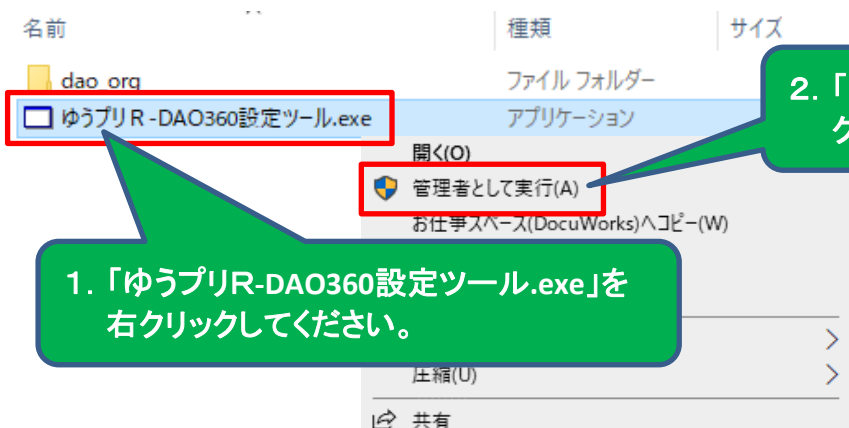 名前 種類 サイズ
dao org ファイル フォルダー
ゆうプリR-DAO360設定ツール.exe アプリケーション
2.「
ク
開く(O)
管理者として実行(A)
お仕事スペース(DocuWorks)へコピー(W)
1.「ゆうプリR-DAO360設定ツール.exe」を
右クリックしてください。
圧縮(U)
共有